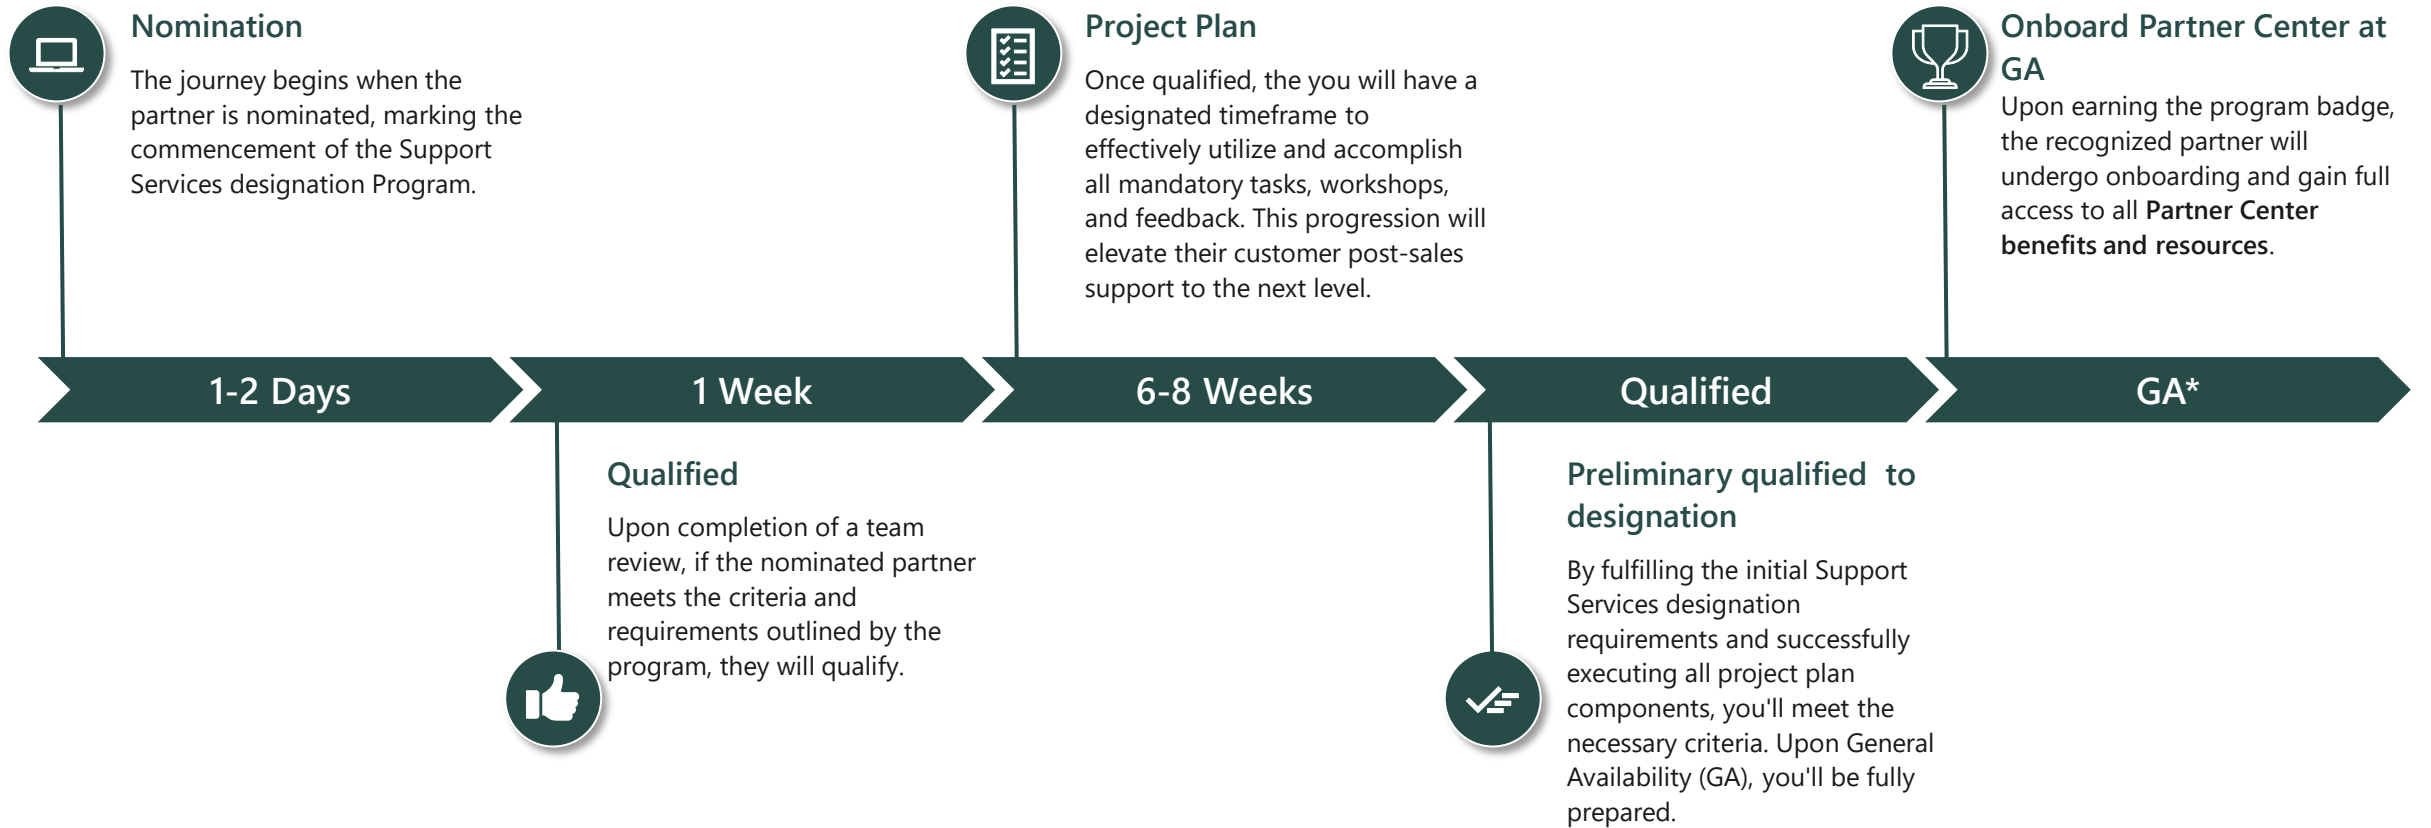 Nomination
The journey begins when the
partner is nominated, marking the
commencement of the Support
Services designation Program.
Project Plan
Once qualified, the you will have a
designated timeframe to
effectively utilize and accomplish
all mandatory tasks, workshops,
and feedback. This progression will
elevate their customer post-sales
support to the next level.
Onboard Partner Center at
GA
Upon earning the program badge,
the recognized partner will
undergo onboarding and gain full
access to all Partner Center
benefits and resources.
1-2 Days
1 Week
6-8 Weeks
Qualified
GA*
Qualified
Upon completion of a team
review, if the nominated partner
meets the criteria and
requirements outlined by the
program, they will qualify.
Preliminary qualified  to
designation
By fulfilling the initial Support
Services designation
requirements and successfully
executing all project plan
components, you'll meet the
necessary criteria. Upon General
Availability (GA), you'll be fully
prepared.